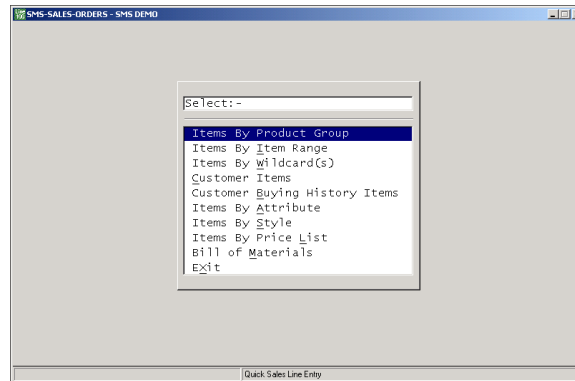 SMS-SALES-ORDERS - SMS DEMO
Select:-
Items By Product Group
Items By Item Range
Items By Wildcard(s)
Customer Items
Customer Buying History Items
Items By Attribute
Items By Style
Items By Price List
Bill of Materials
EXit
Quick Sales Line Entry